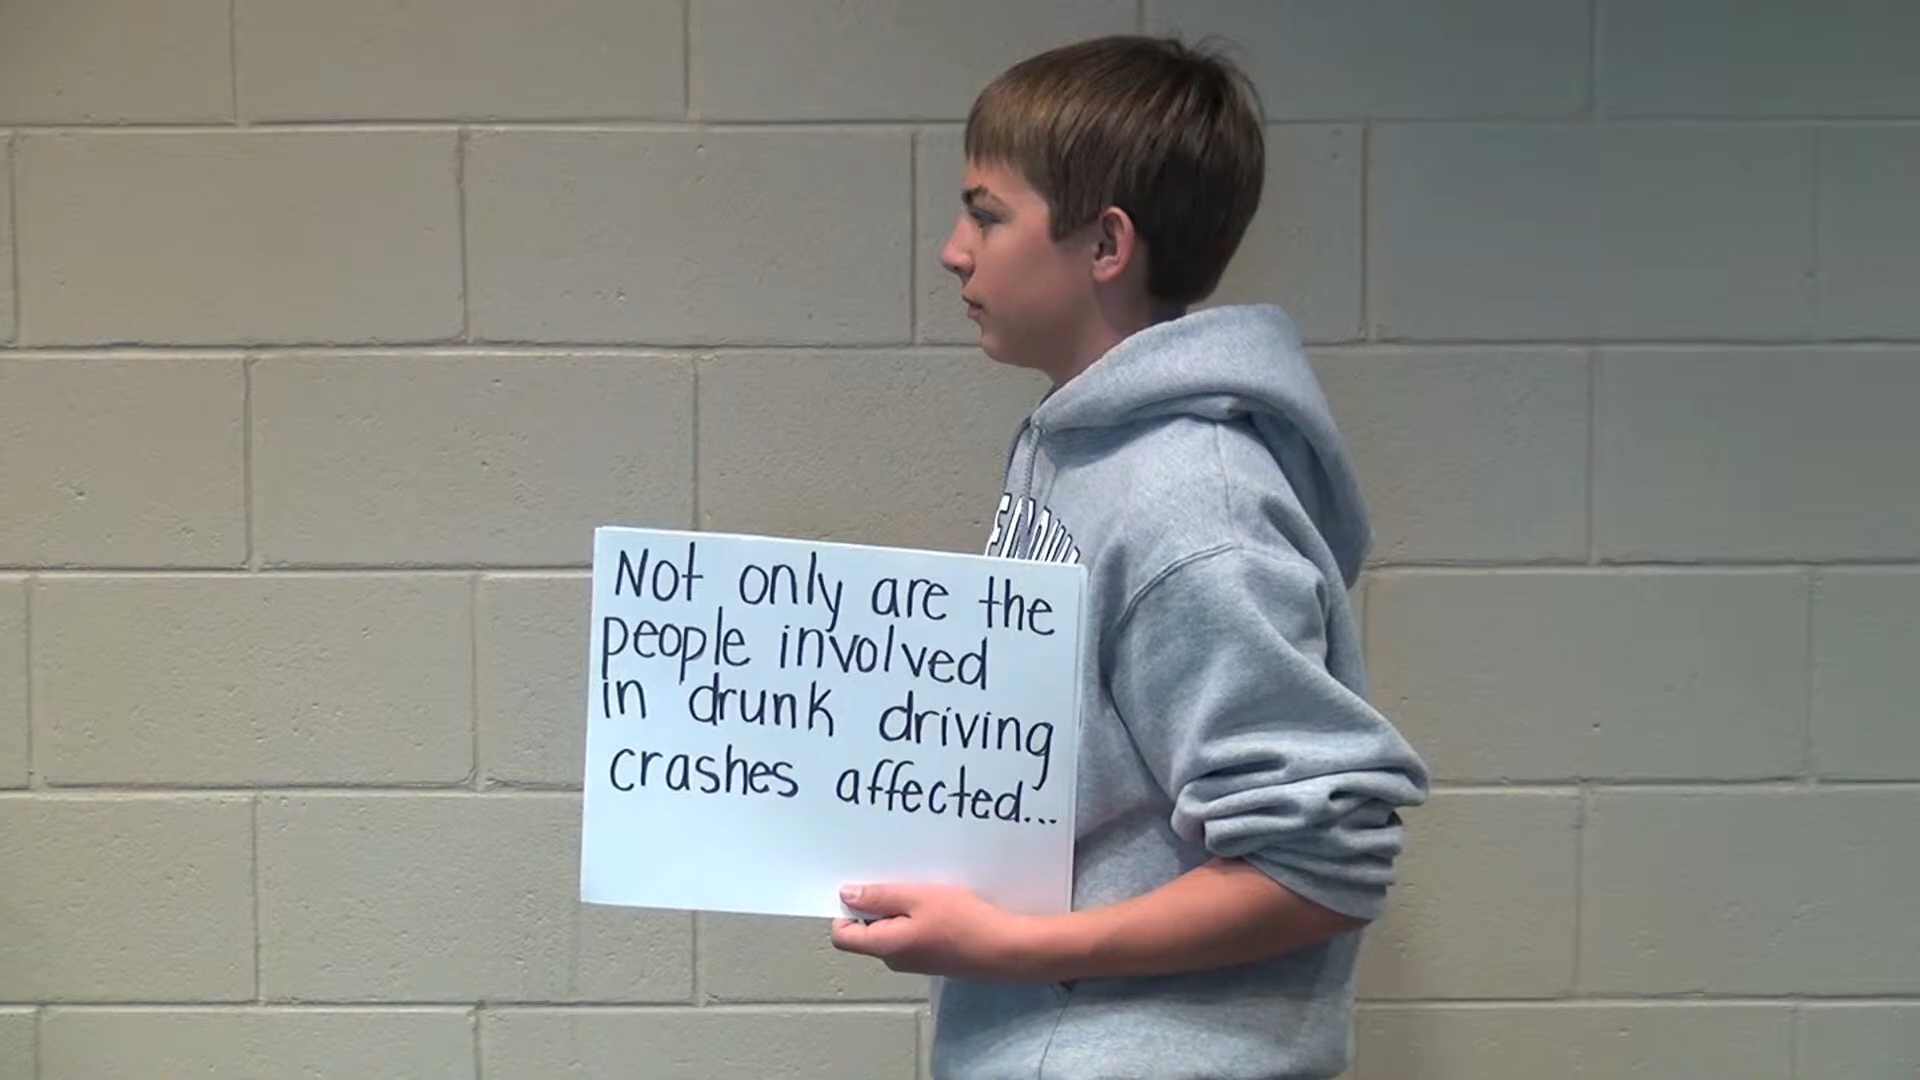 Not only are the
people involved
in drunk driving
crashes affected...